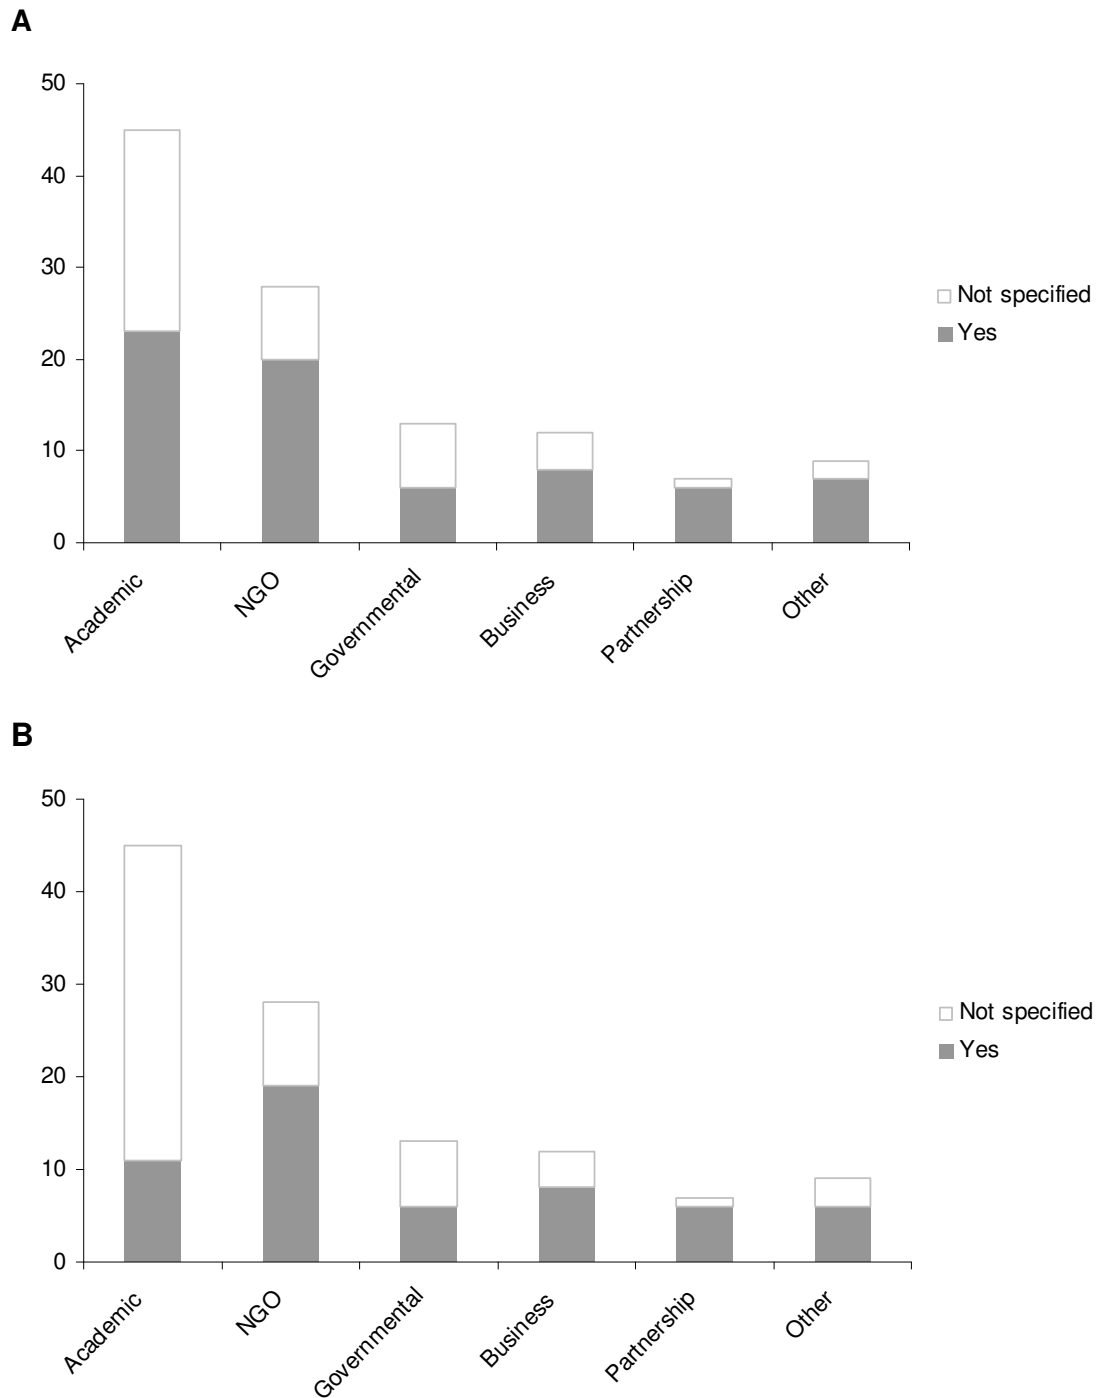 A
50
40
30
20
10
0
Not specified
Yes
Academic
NGO
Governmental
Business
Partnership
Other
B
50
40
30
20
10
0
Not specified
Yes
Academic
NGO
Governmental
Business
Partnership
Other